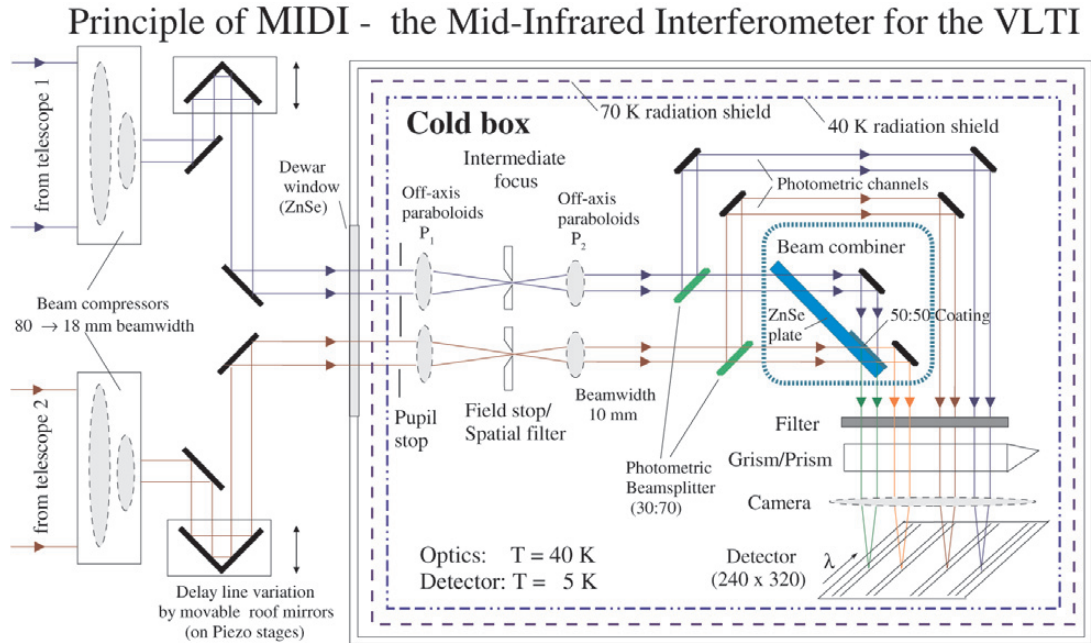 Principle of MIDI - the Mid-Infrared Interferometer for the VLTI
from telescope 1
70 K radiation shield
40 K radiation shield
Cold box
Dewar
window
(ZnSe)
Intermediate
focus
Off-axis
paraboloids
P1
Off-axis
paraboloids
P2
Photometric channels
Beam combiner
Beam compressors
80 → 18 mm beamwidth
ZnSe
plate
50:50 Coating
from telescope 2
Pupil
stop
Field stop/
Spatial filter
Beamwidth
10 mm
Photometric
Beamsplitter
(30:70)
Filter
Grism/Prism
Camera
Optics: T = 40 K
Detector: T = 5 K
Detector
(240 x 320)
λ
Delay line variation
by movable roof mirrors
(on Piezo stages)